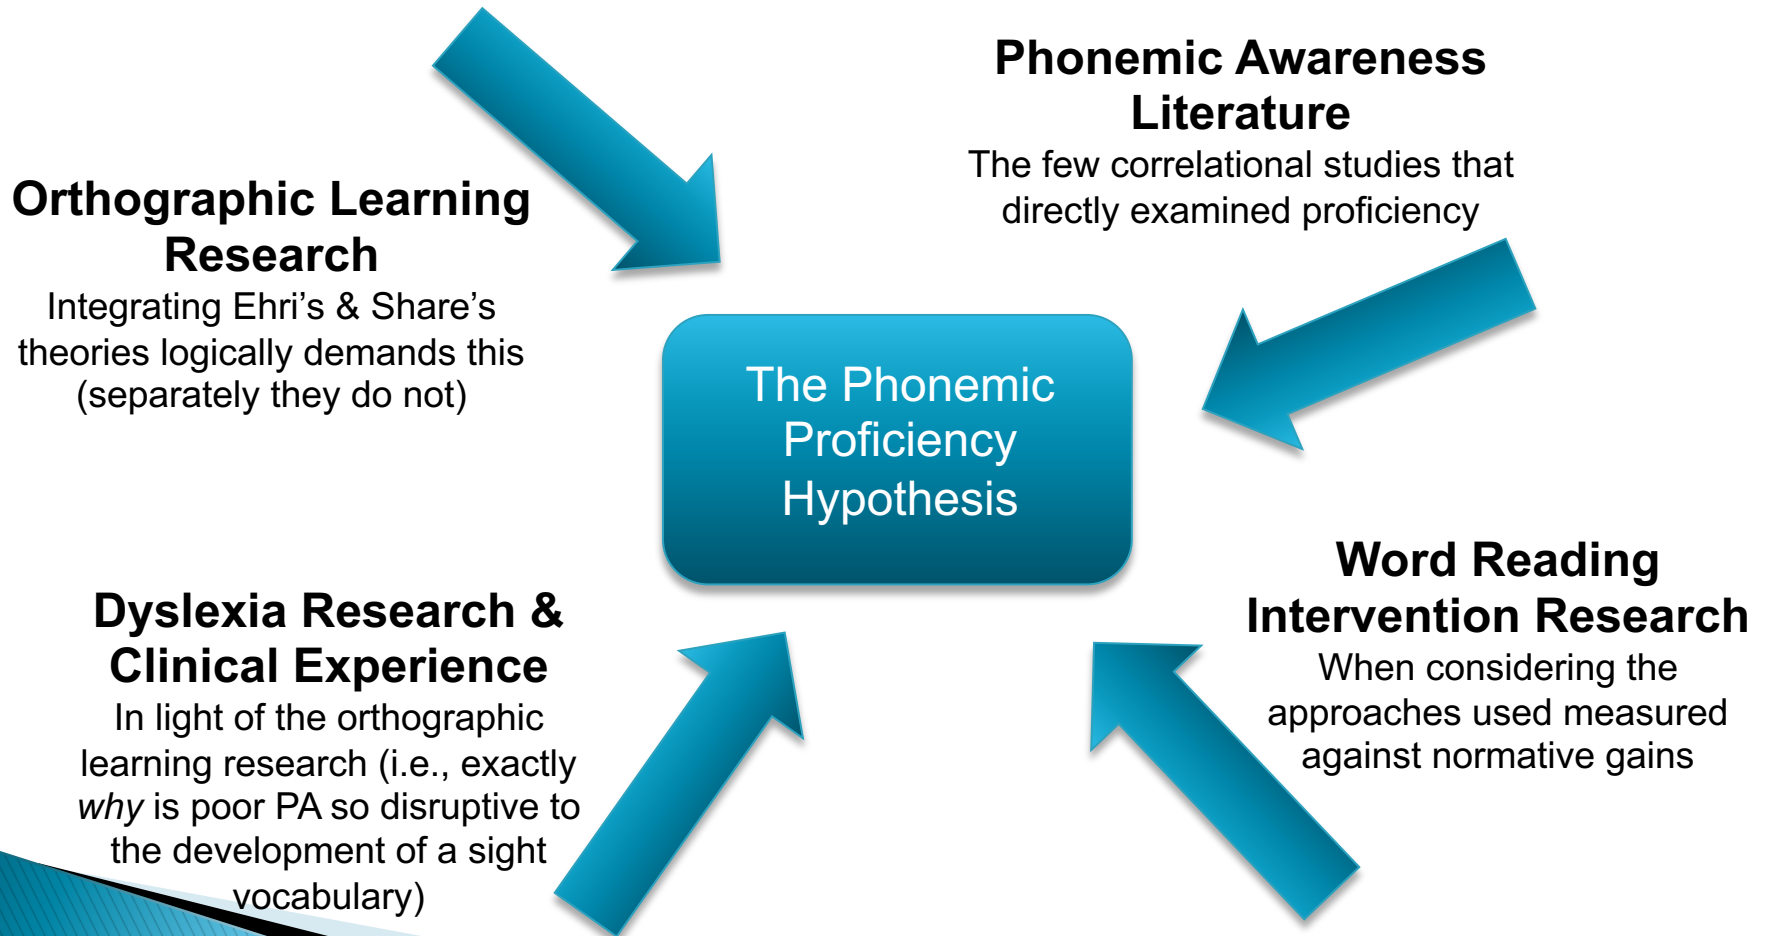 Phonemic Awareness
Literature
The few correlational studies that
directly examined proficiency
Orthographic Learning
Research
Integrating Ehri’s & Share’s
theories logically demands this
(separately they do not)
The Phonemic
Proficiency
Hypothesis
Word Reading
Intervention Research
When considering the
approaches used measured
against normative gains
Dyslexia Research &
Clinical Experience
In light of the orthographic
learning research (i.e., exactly
why is poor PA so disruptive to
the development of a sight
vocabulary)